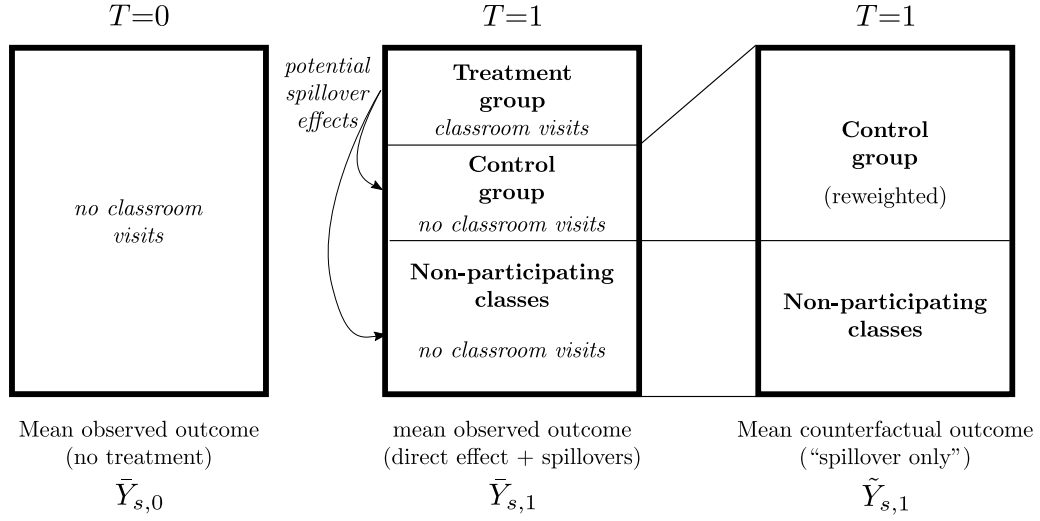 T=0
no classroom
visits
Mean observed outcome
(no treatment)
Ȳs,0
potential
spillover
effects
T=1
Treatment
group
classroom visits
Control
group
no classroom visits
Non-participating
classes
no classroom visits
mean observed outcome
(direct effect + spillovers)
Ȳs,1
T=1
Control
group
(reweighted)
Non-participating
classes
Mean counterfactual outcome
(“spillover only”)
Ỹs,1